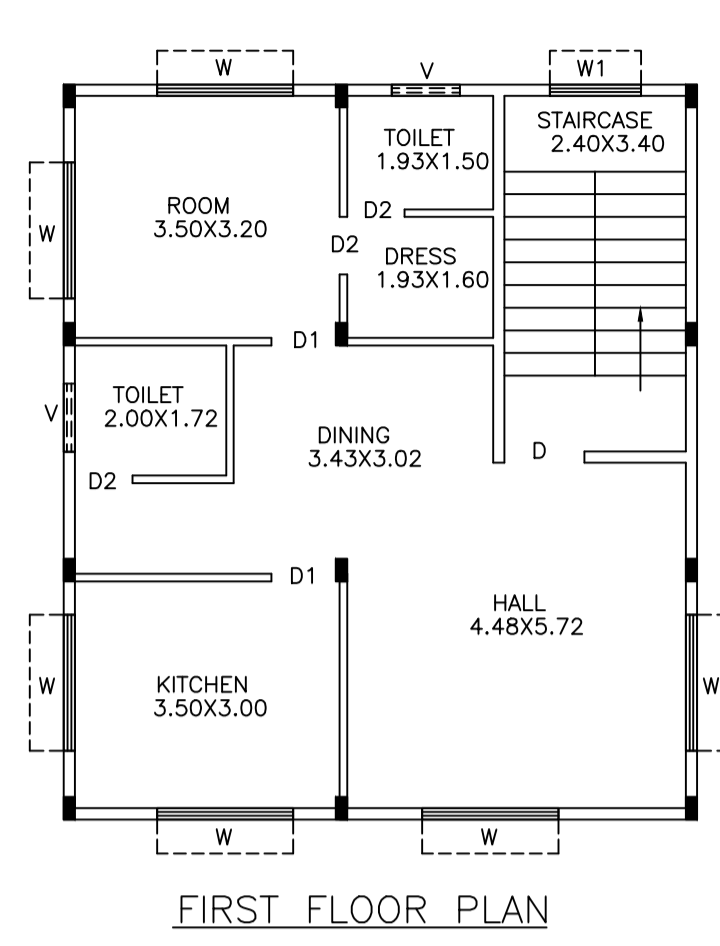 W
V
W1
TOILET
1.93X1.50
STAIRCASE
2.40X3.40
ROOM
3.50X3.20
W
D2
D2
DRESS
1.93X1.60
D1
TOILET
2.00X1.72
V
DINING
3.43X3.02
D
D2
D1
HALL
4.48X5.72
KITCHEN
3.50X3.00
W
W
W
W
FIRST FLOOR PLAN